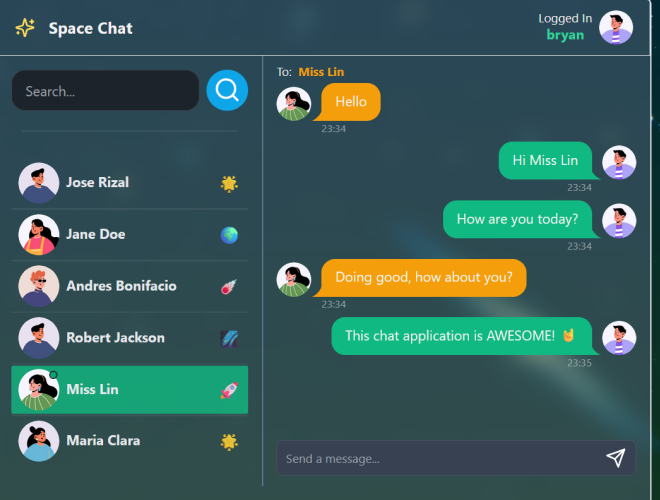 Space Chat
Logged In
bryan
Search...
Jose Rizal
Jane Doe
Andres Bonifacio
Robert Jackson
Miss Lin
Maria Clara
To: Miss Lin
Hello
23:34
Hi Miss Lin
23:34
How are you today?
23:34
Doing good, how about you?
23:34
This chat application is AWESOME! 🤘
23:35
Send a message...